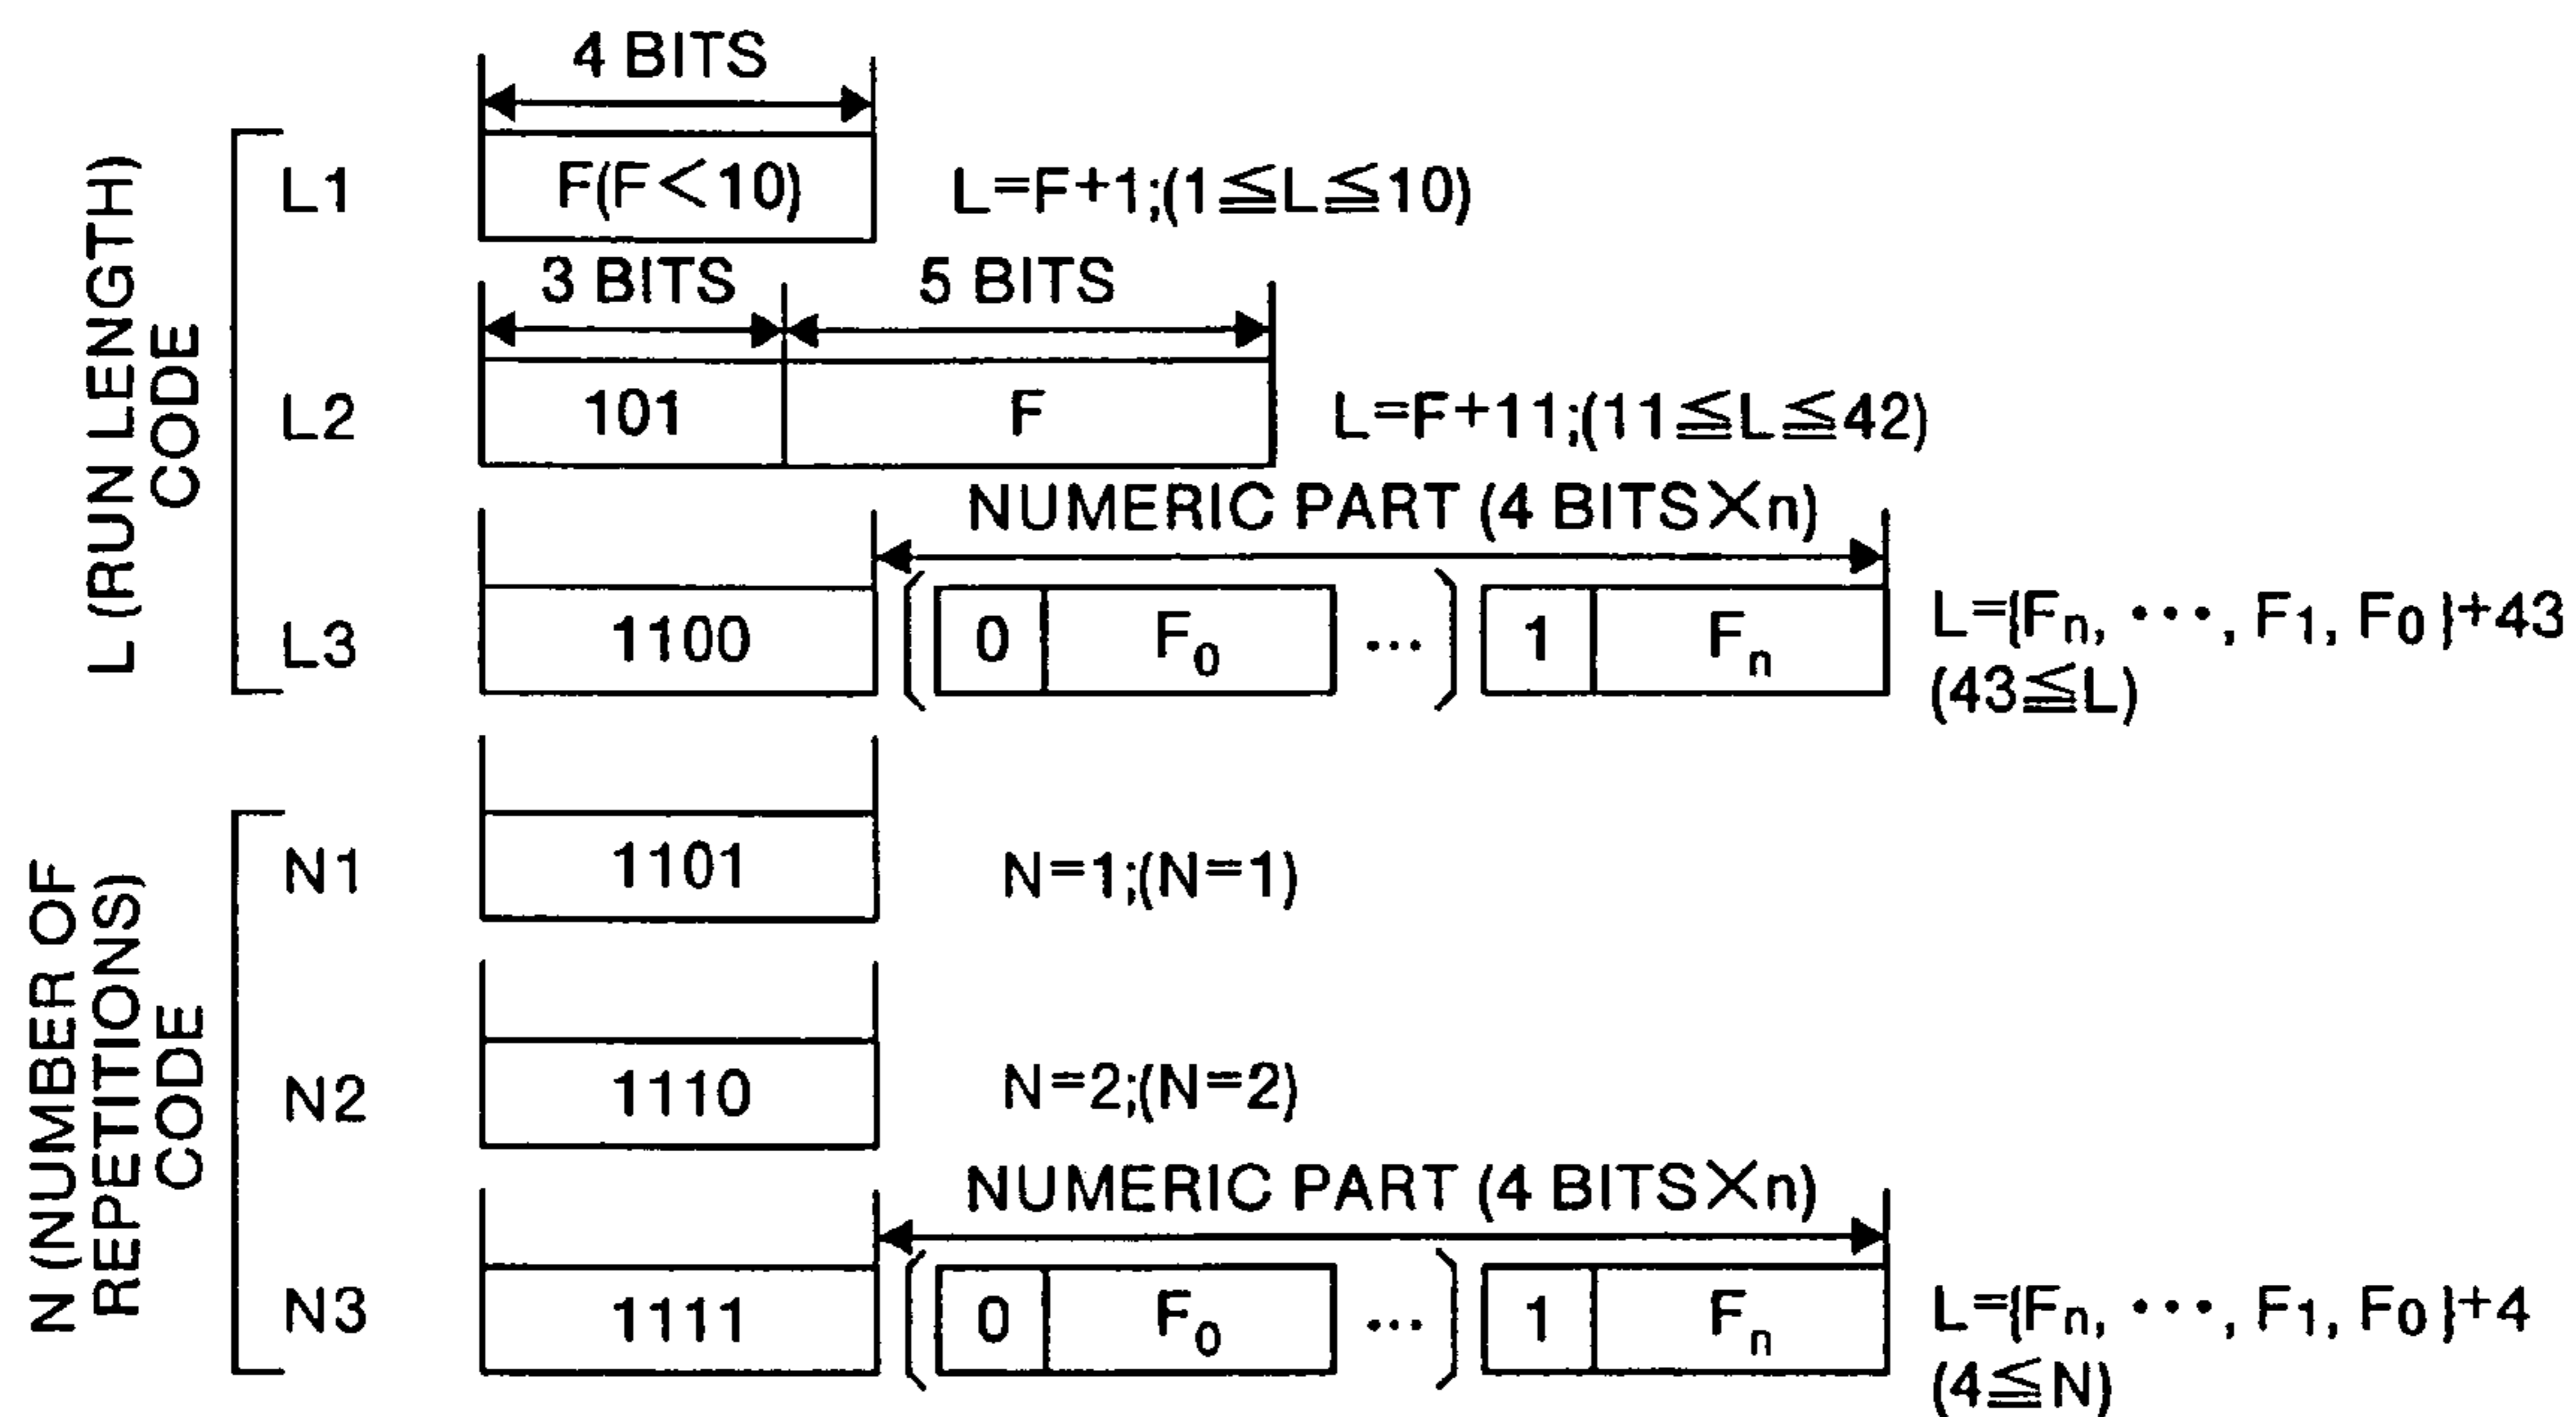 L (RUN LENGTH)
CODE
4 BITS
L1
F(F<10)
L=F+1;(1≦L≦10)
3 BITS
5 BITS
L2
101
F
L=F+11;(11≦L≦42)
NUMERIC PART (4 BITS×n)
L3
1100
0
F₀
...
1
Fₙ
L={Fₙ, ･･･, F₁, F₀}+43
(43≦L)
N (NUMBER OF
REPETITIONS)
CODE
N1
1101
N=1;(N=1)
N2
1110
N=2;(N=2)
NUMERIC PART (4 BITS×n)
N3
1111
0
F₀
...
1
Fₙ
L={Fₙ, ･･･, F₁, F₀}+4
(4≦N)